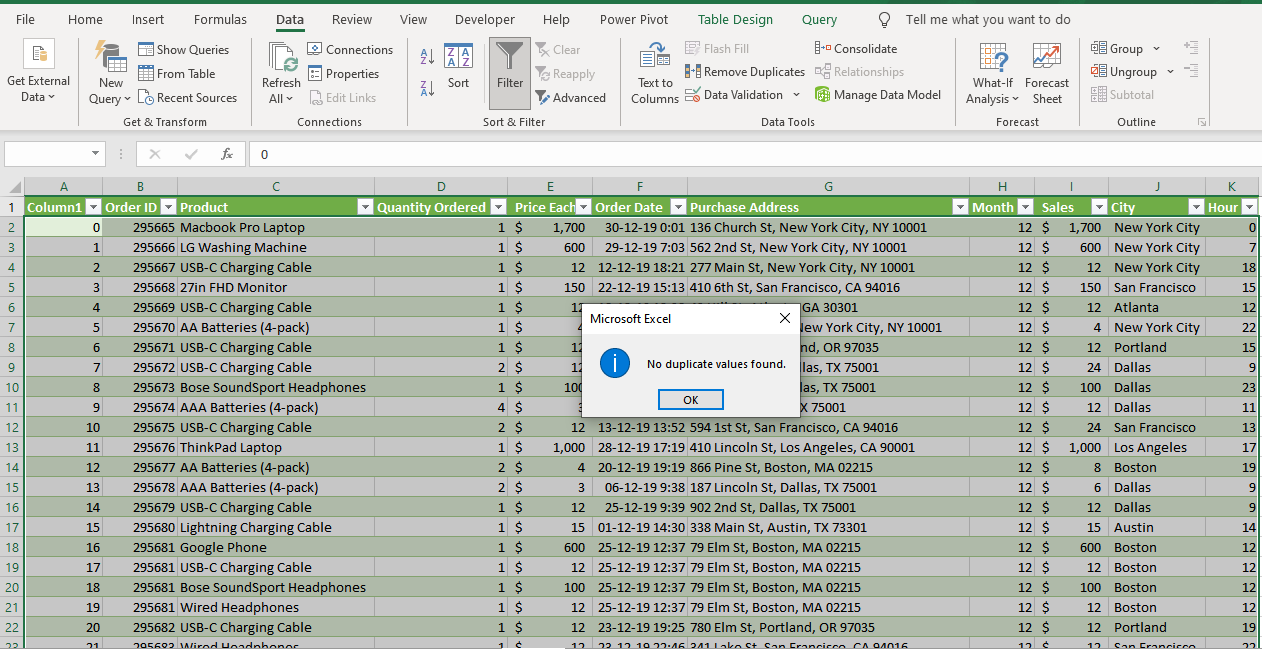 File Home Insert Formulas Data Review View Developer Help Power Pivot Table Design Query Tell me what you want to do
Get External Data
New Query
Show Queries
From Table
Recent Sources
Get & Transform
Refresh All
Connections
Properties
Edit Links
Connections
Sort
Filter
Clear
Reapply
Advanced
Sort & Filter
Text to Columns
Flash Fill
Remove Duplicates
Data Validation
Consolidate
Relationships
Manage Data Model
Data Tools
What-If Analysis
Forecast Sheet
Forecast
Group
Ungroup
Subtotal
Outline
fx 0
A B C D E F G H I J K
1 Column1 Order ID Product Quantity Ordered Price Each Order Date Purchase Address Month Sales City Hour
2 0 295665 Macbook Pro Laptop 1 $ 1,700 30-12-19 0:01 136 Church St, New York City, NY 10001 12 $ 1,700 New York City 0
3 1 295666 LG Washing Machine 1 $ 600 29-12-19 7:03 562 2nd St, New York City, NY 10001 12 $ 600 New York City 7
4 2 295667 USB-C Charging Cable 1 $ 12 12-12-19 18:21 277 Main St, New York City, NY 10001 12 $ 12 New York City 18
5 3 295668 27in FHD Monitor 1 $ 150 22-12-19 15:13 410 6th St, San Francisco, CA 94016 12 $ 150 San Francisco 15
6 4 295669 USB-C Charging Cable 1 $ GA 30301 12 $ 12 Atlanta 12
7 5 295670 AA Batteries (4-pack) 1 $ New York City, NY 10001 12 $ 4 New York City 22
8 6 295671 USB-C Charging Cable 1 $ OR 97035 12 $ 12 Portland 15
9 7 295672 USB-C Charging Cable 2 $ TX 75001 12 $ 24 Dallas 9
10 8 295673 Bose SoundSport Headphones 1 $ 100 TX 75001 12 $ 100 Dallas 23
11 9 295674 AAA Batteries (4-pack) 4 $ 75001 12 $ 12 Dallas 11
Microsoft Excel
No duplicate values found.
OK
12 10 295675 USB-C Charging Cable 2 $ 12 13-12-19 13:52 594 1st St, San Francisco, CA 94016 12 $ 24 San Francisco 13
13 11 295676 ThinkPad Laptop 1 $ 1,000 28-12-19 17:19 410 Lincoln St, Los Angeles, CA 90001 12 $ 1,000 Los Angeles 17
14 12 295677 AA Batteries (4-pack) 2 $ 4 20-12-19 19:19 866 Pine St, Boston, MA 02215 12 $ 8 Boston 19
15 13 295678 AAA Batteries (4-pack) 2 $ 3 06-12-19 9:38 187 Lincoln St, Dallas, TX 75001 12 $ 6 Dallas 9
16 14 295679 USB-C Charging Cable 1 $ 12 25-12-19 9:39 902 2nd St, Dallas, TX 75001 12 $ 12 Dallas 9
17 15 295680 Lightning Charging Cable 1 $ 15 01-12-19 14:30 338 Main St, Austin, TX 73301 12 $ 15 Austin 14
18 16 295681 Google Phone 1 $ 600 25-12-19 12:37 79 Elm St, Boston, MA 02215 12 $ 600 Boston 12
19 17 295681 USB-C Charging Cable 1 $ 12 25-12-19 12:37 79 Elm St, Boston, MA 02215 12 $ 12 Boston 12
20 18 295681 Bose SoundSport Headphones 1 $ 100 25-12-19 12:37 79 Elm St, Boston, MA 02215 12 $ 100 Boston 12
21 19 295681 Wired Headphones 1 $ 12 25-12-19 12:37 79 Elm St, Boston, MA 02215 12 $ 12 Boston 12
22 20 295682 USB-C Charging Cable 1 $ 12 23-12-19 19:25 780 Elm St, Portland, OR 97035 12 $ 12 Portland 19
23 21 295683 Wired Headphones 1 $ 12 23-12-19 22:46 341 Lake St, San Francisco, CA 94016 12 $ 12 San Francisco 22